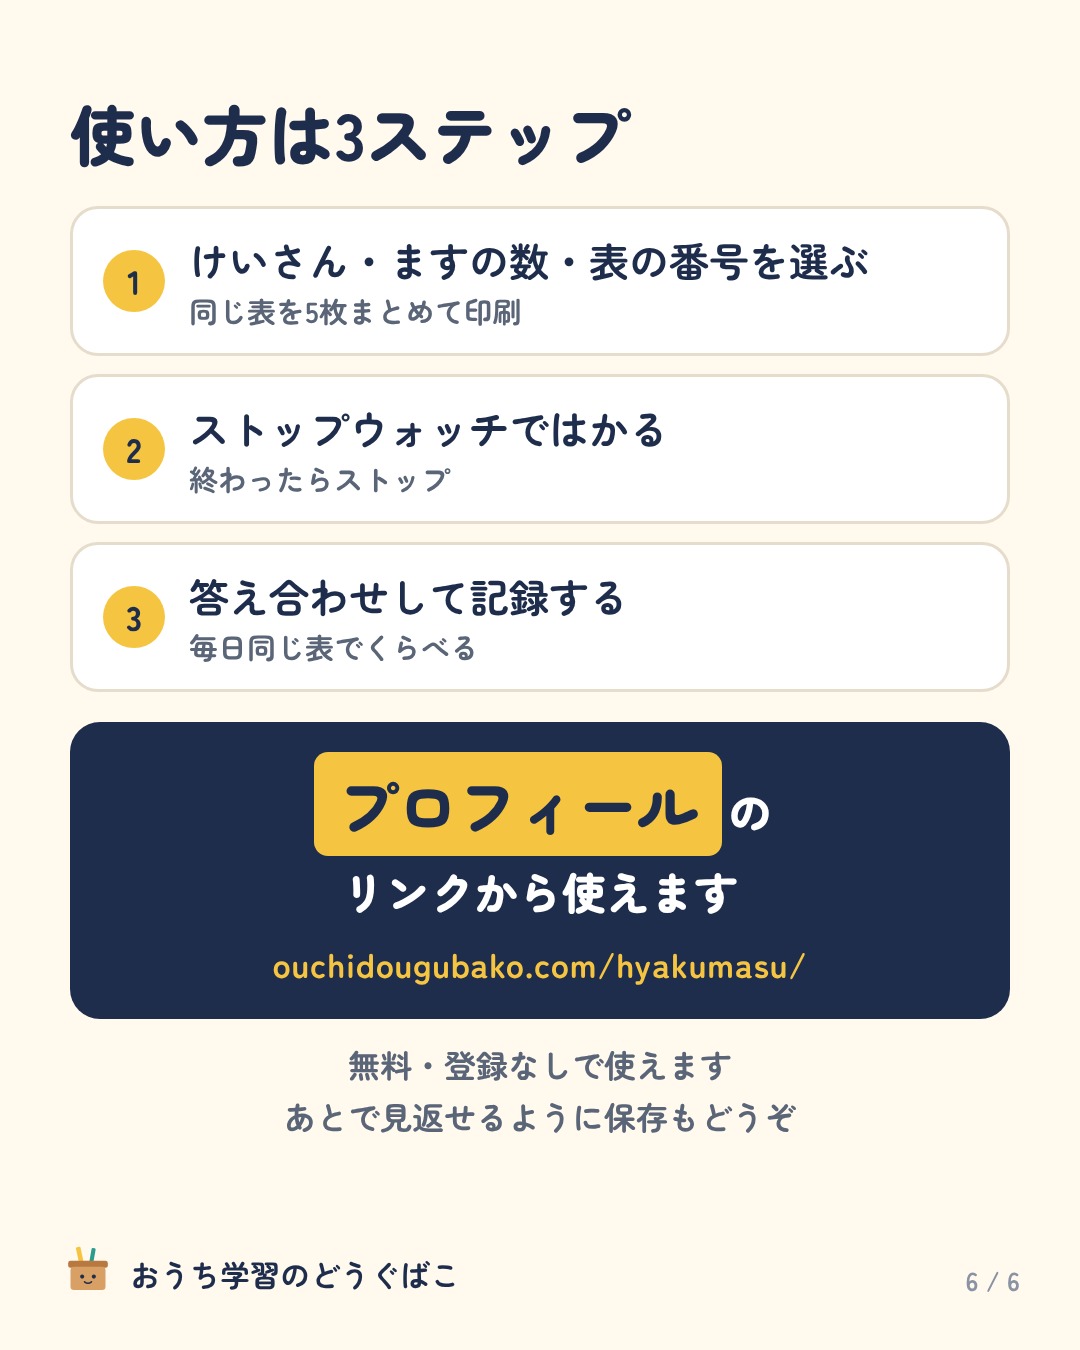 使い方は3ステップ
1
けいさん・ますの数・表の番号を選ぶ
同じ表を5枚まとめて印刷
2
ストップウォッチではかる
終わったらストップ
3
答え合わせして記録する
毎日同じ表でくらべる
プロフィールの
リンクから使えます
ouchidougubako.com/hyakumasu/
無料・登録なしで使えます
あとで見返せるように保存もどうぞ
おうち学習のどうぐばこ
6 / 6